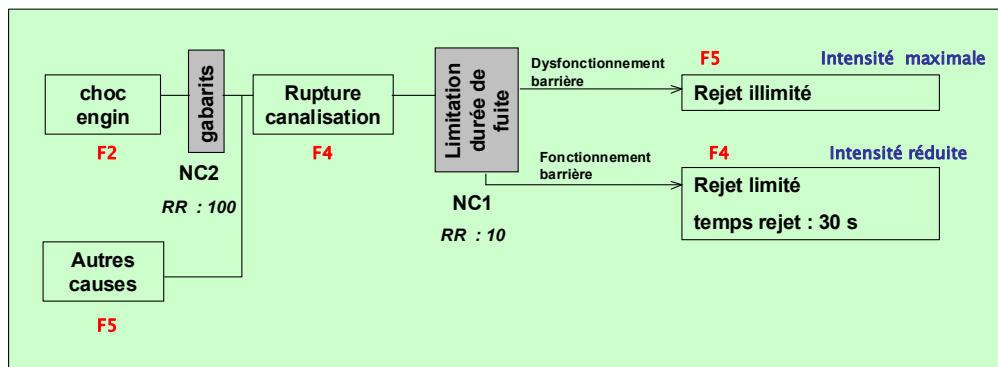 choc
engin
F2
gabarits
NC2
RR : 100
Autres
causes
F5
Rupture
canalisation
F4
Limitation
durée de
fuite
NC1
RR : 10
Dysfonctionnement
barrière
F5
Intensité maximale
Rejet illimité
Fonctionnement
barrière
F4
Intensité réduite
Rejet limité
temps rejet : 30 s